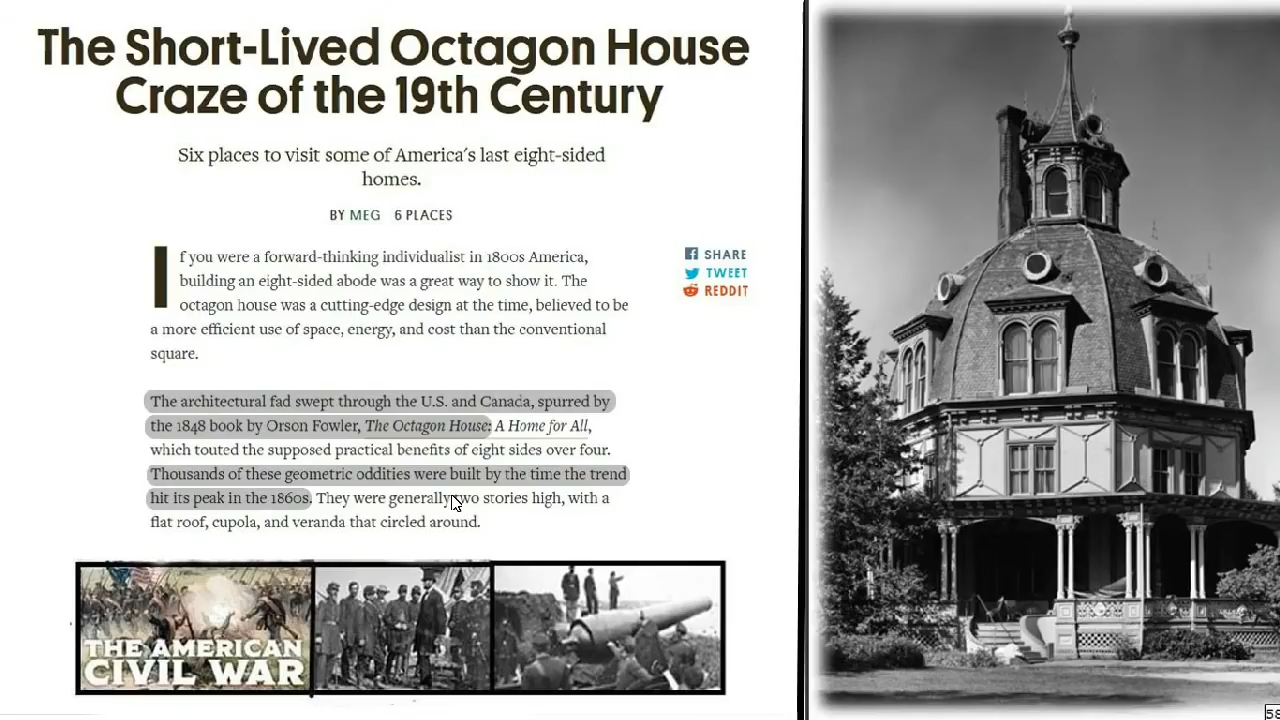 The Short-Lived Octagon House
Craze of the 19th Century
Six places to visit some of America's last eight-sided
homes.
BY MEG 6 PLACES
If you were a forward-thinking individualist in 1800s America,
building an eight-sided abode was a great way to show it. The
octagon house was a cutting-edge design at the time, believed to be
a more efficient use of space, energy, and cost than the conventional
square.
SHARE
TWEET
REDDIT
The architectural fad swept through the U.S. and Canada, spurred by
the 1848 book by Orson Fowler, The Octagon House: A Home for All,
which touted the supposed practical benefits of eight sides over four.
Thousands of these geometric oddities were built by the time the trend
hit its peak in the 1860s. They were generally two stories high, with a
flat roof, cupola, and veranda that circled around.
THE AMERICAN
CIVIL WAR